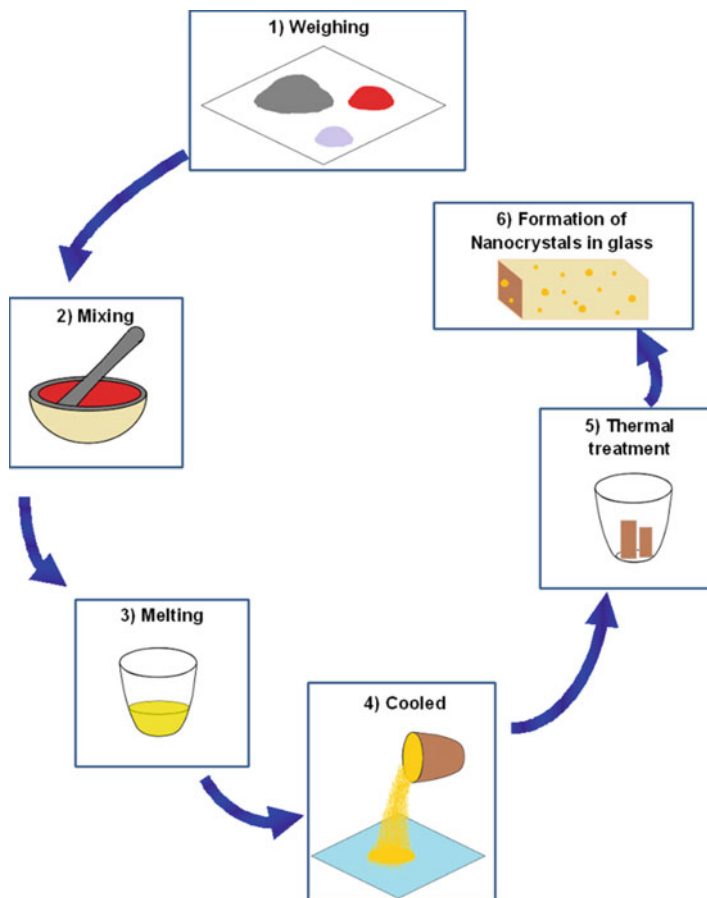 1) Weighing
2) Mixing
3) Melting
4) Cooled
5) Thermal
treatment
6) Formation of
Nanocrystals in glass